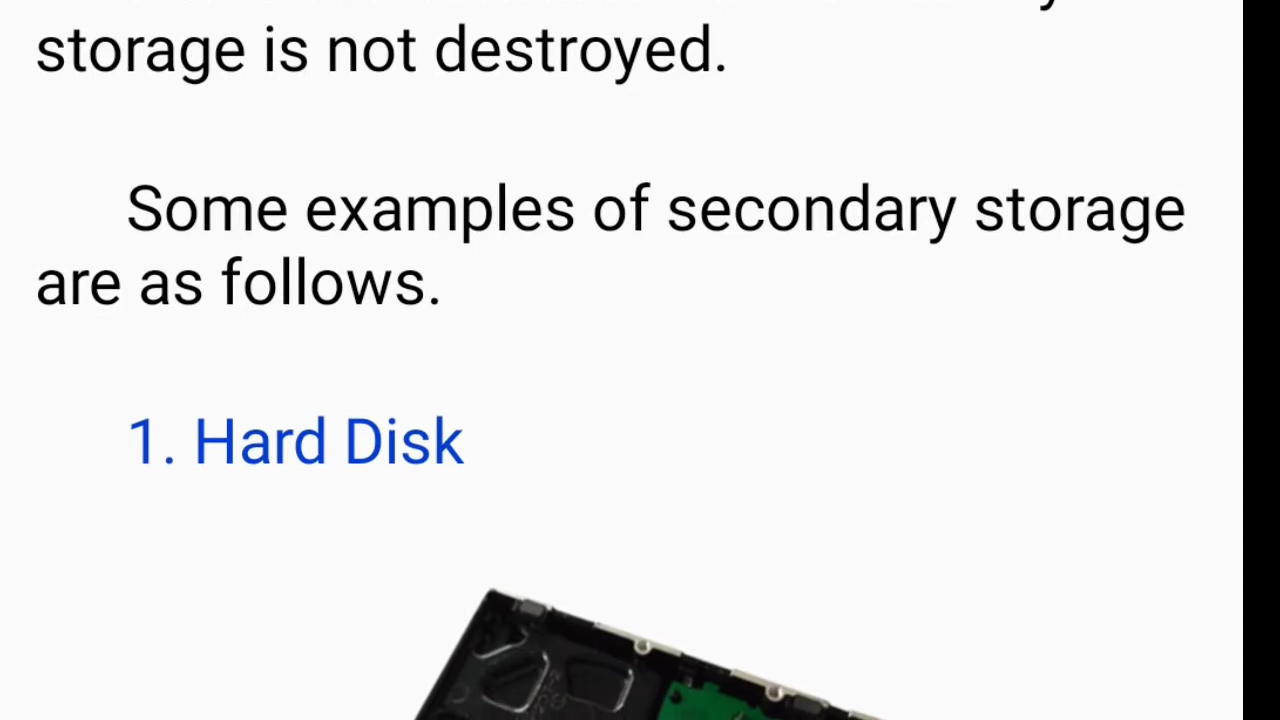 storage is not destroyed.
Some examples of secondary storage
are as follows.
1. Hard Disk